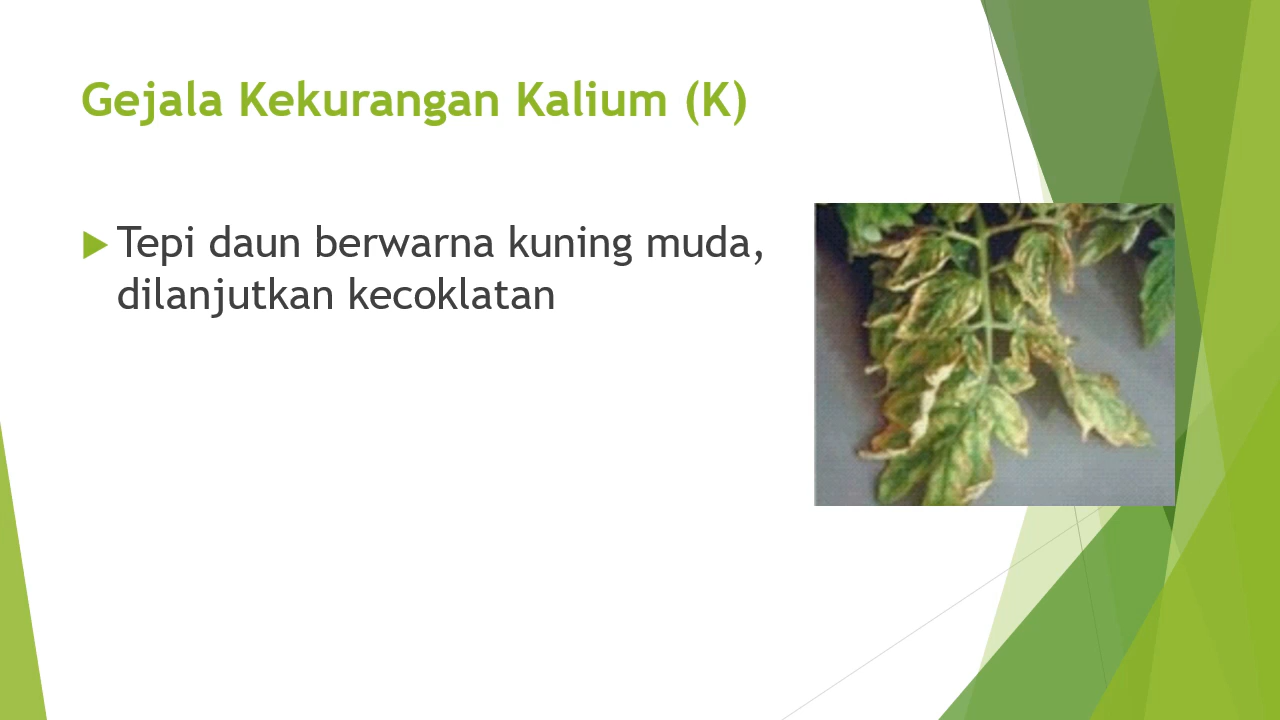 Gejala Kekurangan Kalium (K)
Tepi daun berwarna kuning muda,
dilanjutkan kecoklatan